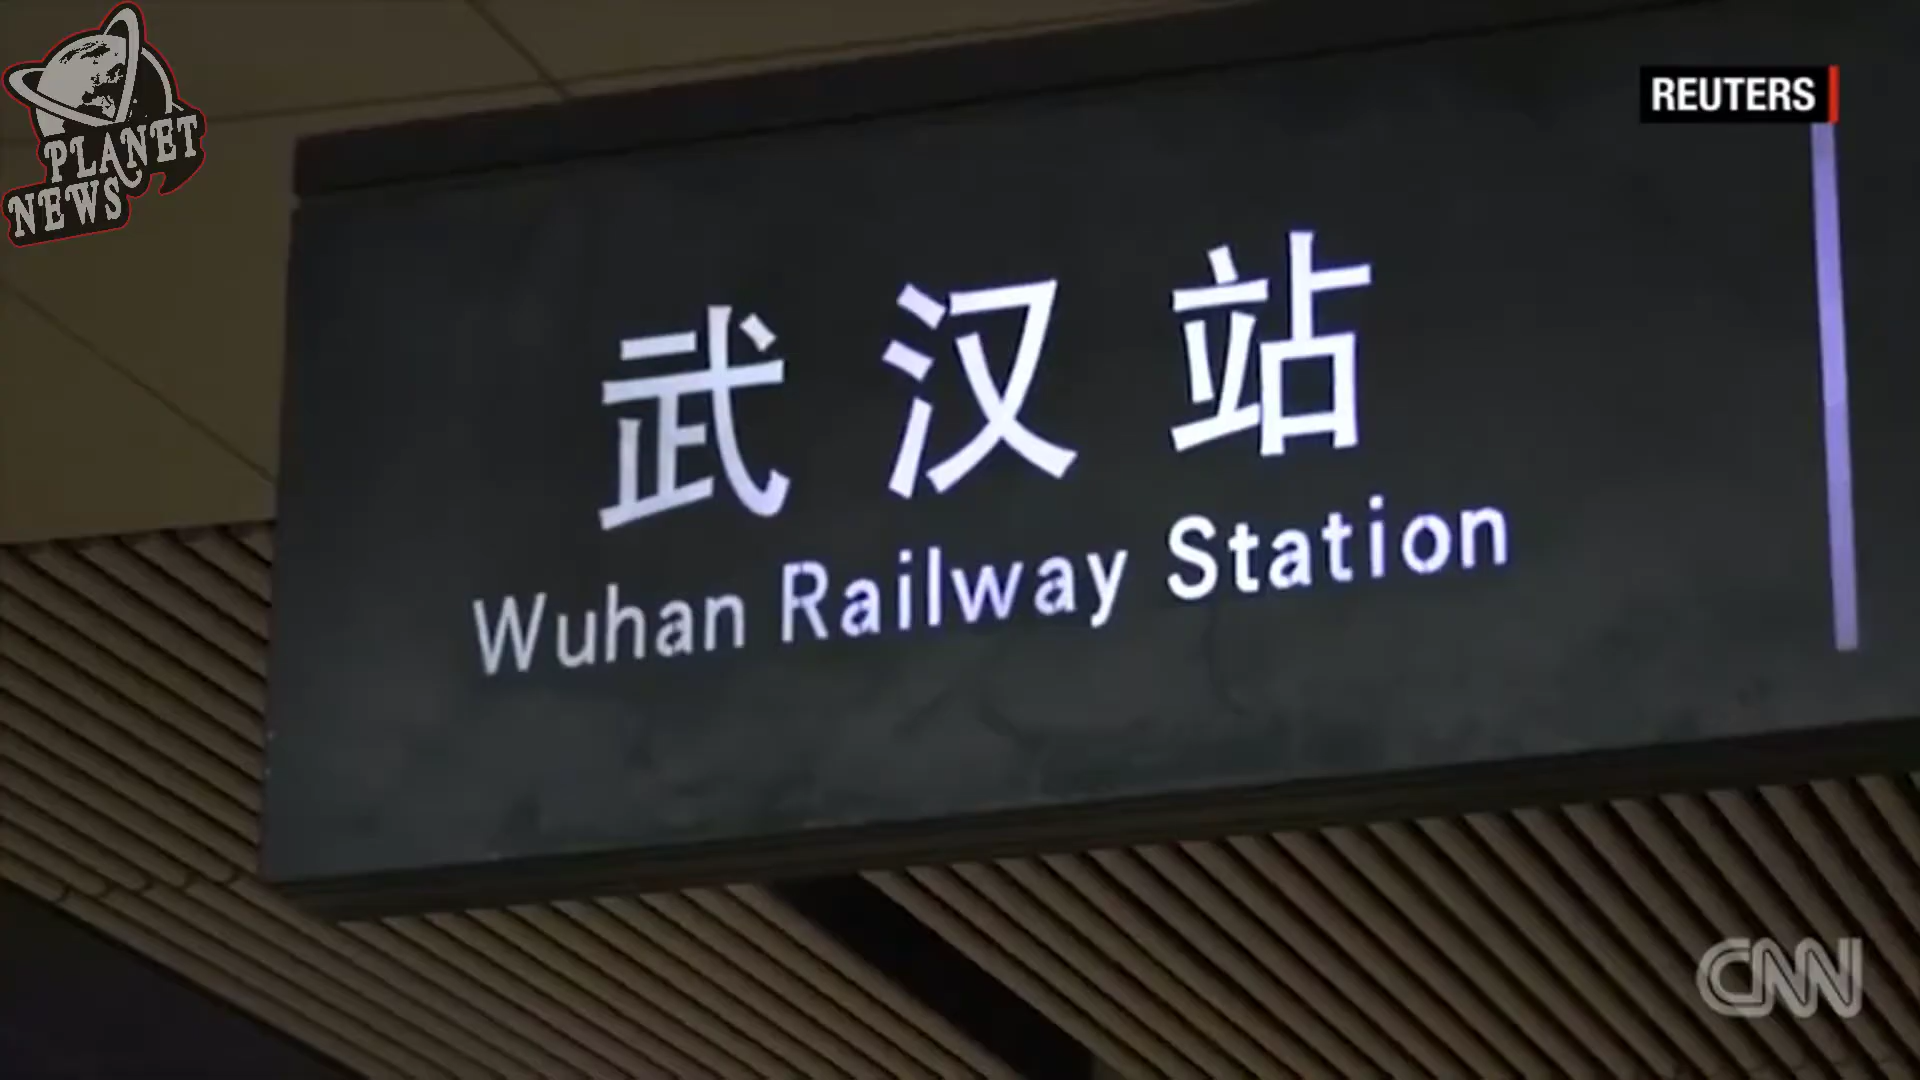 PLANET
NEWS
REUTERS
武汉站
Wuhan Railway Station
CNN